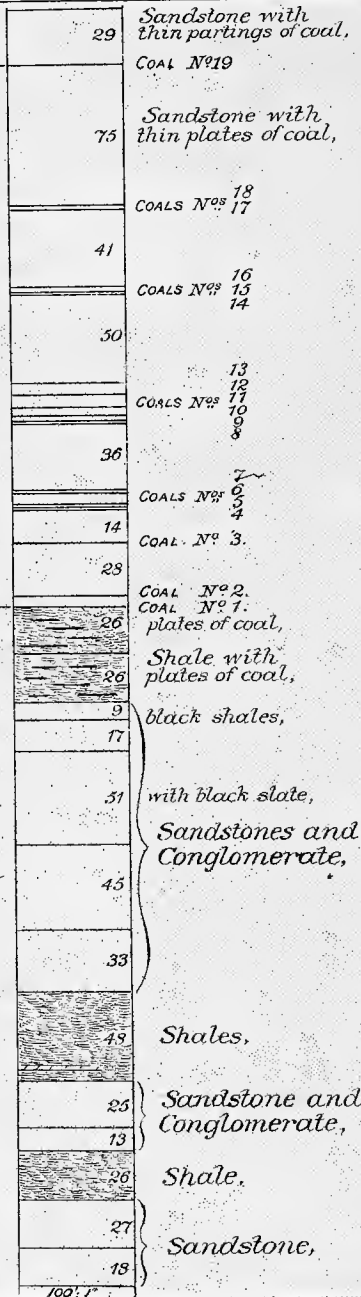 29 Sandstone with
thin partings of coal,
COAL Nº 19
75 Sandstone with
thin plates of coal,
18
COALS Nºs 17
41
16
COALS Nºs 15
14
50
13
12
COALS Nºs 11
10
9
8
36
7
COALS Nºs 6
5
4
14
COAL Nº 3.
23
COAL Nº 2.
COAL Nº 1.
26 plates of coal,
Shale with
26 plates of coal,
9 black shales,
17
51 with black slate,
Sandstones and
Conglomerate,
45
33
48 Shales,
25 Sandstone and
Conglomerate,
13
26 Shale,
27
Sandstone,
18
100':1"